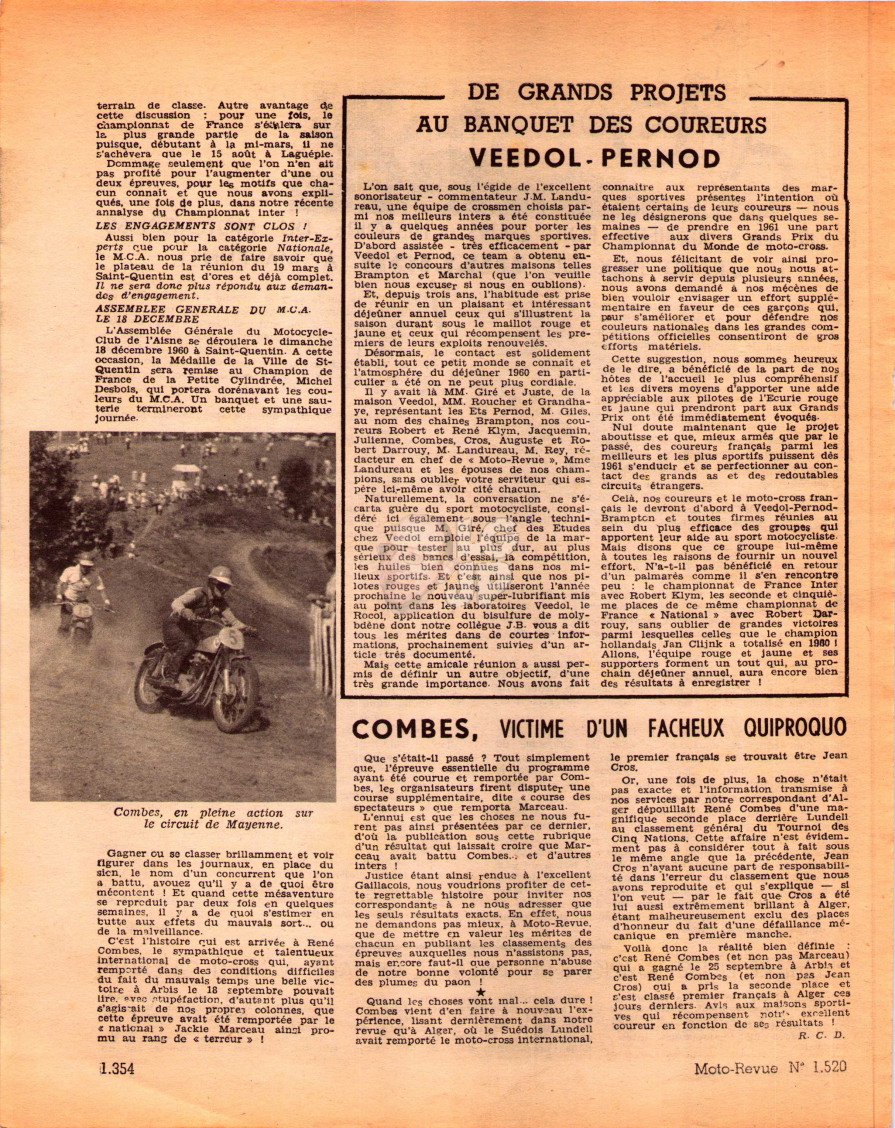 terrain de classe. Autre avantage de
cette discussion : pour une fois, le
championnat de France s'étalera sur
la plus grande partie de la saison
puisque, débutant à la mi-mars, il ne
s'achévera que le 15 août à Laguépie.
Dommage seulement que l'on n'en ait
pas profité pour l'augmenter d'une ou
deux épreuves, pour les motifs que cha-
cun connait et que nous avons expli-
qués, une fois de plus, dans notre récente
annalyse du Championnat inter !
LES ENGAGEMENTS SONT CLOS !
Aussi bien pour la catégorie Inter-Ex-
perts que pour la catégorie Nationale,
le M.C.A. nous prie de faire savoir que
le plateau de la réunion du 19 mars à
Saint-Quentin est d'ores et déjà complet.
Il ne sera donc plus répondu aux deman-
des d'engagement.
ASSEMBLEE GENERALE DU M.C.A.
LE 18 DECEMBRE
L'Assemblée Générale du Motocycle-
Club de l'Aisne se déroulera le dimanche
18 décembre 1960 à Saint-Quentin. A cette
occasion, la Médaille de la Ville de St-
Quentin sera remise au Champion de
France de la Petite Cylindrée, Michel
Desbois, qui portera dorénavant les cou-
leurs du M.C.A. Un banquet et une sau-
terie termineront cette sympathique
journée.
Combes, en pleine action sur
le circuit de Mayenne.
Gagner ou se classer brillamment et voir
figurer dans les journaux, en place du
sien, le nom d'un concurrent que l'on
a battu, avouez qu'il y a de quoi être
mécontent ! Et quand cette mésaventure
se reproduit par deux fois en quelques
semaines, il y a de quoi s'estimer en
butte aux effets du mauvais sort... ou
de la malveillance.
C'est l'histoire qui est arrivée à René
Combes, le sympathique et talentueux
international de moto-cross qui, ayant
remporté dans des conditions difficiles
du fait du mauvais temps une belle vic-
toire à Arbis le 18 septembre pouvait
lire, avec stupéfaction, d'autant plus qu'il
s'agissait de nos propres colonnes, que
cette épreuve avait été remportée par le
« national » Jackie Marceau ainsi pro-
mu au rang de « terreur » !
DE GRANDS PROJETS
AU BANQUET DES COUREURS
VEEDOL-PERNOD
L'on sait que, sous l'égide de l'excellent
sonorisateur - commentateur J.M. Landu-
reau, une équipe de crossmen choisis par-
mi nos meilleurs inters a été constituée
il y a quelques années pour porter les
couleurs de grandes marques sportives.
D'abord assistée - très efficacement - par
Veedol et Pernod, ce team a obtenu en-
suite le concours d'autres maisons telles
Brampton et Marchal (que l'on veuille
bien nous excuser si nous en oublions).
Et, depuis trois ans, l'habitude est prise
de réunir en un plaisant et intéressant
déjeûner annuel ceux qui s'illustrent la
saison durant sous le maillot rouge et
jaune et ceux qui récompensent les pre-
miers de leurs exploits renouvelés.
Désormais, le contact est solidement
établi, tout ce petit monde se connaît et
l'atmosphère du déjeûner 1960 en parti-
culier a été on ne peut plus cordiale.
Il y avait là MM. Giré et Juste, de la
maison Veedol, MM. Roucher et Grandha-
ye, représentant les Ets Pernod, M. Giles,
au nom des chaînes Brampton, nos cou-
reurs Robert et René Klym, Jacquemin,
Julienne, Combes, Cros, Auguste et Ro-
bert Darrouy, M. Landureau, M. Rey, ré-
dacteur en chef de « Moto-Revue », Mme
Landureau et les épouses de nos cham-
pions, sans oublier votre serviteur qui es-
père ici-même avoir cité chacun.
Naturellement, la conversation ne s'é-
carta guère du sport motocycliste, consi-
déré ici également sous l'angle techni-
que puisque M. Giré, chef des Etudes
chez Veedol emploie l'équipe de la mar-
que pour tester au plus dur, au plus
sérieux des bancs d'essai, la compétition,
les huiles bien connues dans nos mi-
lieux sportifs. Et c'est ainsi que nos pi-
lotes rouges et jaunes utiliseront l'année
prochaine le nouveau super-lubrifiant mis
au point dans les laboratoires Veedol, le
Rocol, application du bisulfure de moly-
bdène dont notre collègue J.B. vous a dit
tous les mérites dans de courtes infor-
mations, prochainement suivies d'un ar-
ticle très documenté.
Mais cette amicale réunion a aussi per-
mis de définir un autre objectif, d'une
très grande importance. Nous avons fait
connaître aux représentants des mar-
ques sportives présentes l'intention où
étaient certains de leurs coureurs — nous
ne les désignerons que dans quelques se-
maines — de prendre en 1961 une part
effective aux divers Grands Prix du
Championnat du Monde de moto-cross.
Et, nous félicitant de voir ainsi pro-
gresser une politique que nous nous at-
tachons à servir depuis plusieurs années,
nous avons demandé à nos mécènes de
bien vouloir envisager un effort supplé-
mentaire en faveur de ces garçons qui,
pour s'améliorer et pour défendre nos
couleurs nationales dans les grandes com-
pétitions officielles consentiront de gros
efforts matériels.
Cette suggestion, nous sommes heureux
de le dire, a bénéficié de la part de nos
hôtes de l'accueil le plus compréhensif
et les divers moyens d'apporter une aide
appréciable aux pilotes de l'Ecurie rouge
et jaune qui prendront part aux Grands
Prix ont été immédiatement évoqués.
Nul doute maintenant que le projet
aboutisse et que, mieux armés que par le
passé, des coureurs français parmi les
meilleurs et les plus sportifs puissent dés
1961 s'enducir et se perfectionner au con-
tact des grands as et des redoutables
circuits étrangers.
Celà, nos coureurs et le moto-cross fran-
çais le devront d'abord à Veedol-Pernod-
Brampton et toutes firmes réunies au
sein du plus efficace des groupes qui
apportent leur aide au sport motocycliste.
Mais disons que ce groupe lui-même
à toutes les raisons de fournir un nouvel
effort. N'a-t-il pas bénéficié en retour
d'un palmarès comme il s'en rencontre
peu : le championnat de France Inter
avec Robert Klym, les seconde et cinquiè-
me places de ce même championnat de
France « National » avec Robert Dar-
rouy, sans oublier de grandes victoires
parmi lesquelles celles que le champion
hollandais Jan Clijnk a totalisé en 1960 !
Allons, l'équipe rouge et jaune et ses
supporters forment un tout qui, au pro-
chain déjeûner annuel, aura encore bien
des résultats à enregistrer !
COMBES, VICTIME D'UN FACHEUX QUIPROQUO
Que s'était-il passé ? Tout simplement
que, l'épreuve essentielle du programme
ayant été courue et remportée par Com-
bes, les organisateurs firent disputer une
course supplémentaire, dite « course des
spectateurs » que remporta Marceau.
L'ennui est que les choses ne nous fu-
rent pas ainsi présentées par ce dernier,
d'où la publication sous cette rubrique
d'un résultat qui laissait croire que Mar-
ceau avait battu Combes... et d'autres
inters !
Justice étant ainsi rendue à l'excellent
Gaillacois, nous voudrions profiter de cet-
te regrettable histoire pour inviter nos
correspondants à ne nous adresser que
les seuls résultats exacts. En effet, nous
ne demandons pas mieux, à Moto-Revue,
que de mettre en valeur les mérites de
chacun en publiant les classements des
épreuves auxquelles nous n'assistons pas,
mais encore faut-il que personne n'abuse
de notre bonne volonté pour se parer
des plumes du paon !
★
Quand les choses vont mal... cela dure !
Combes vient d'en faire à nouveau l'ex-
périence, lisant dernièrement dans notre
revue qu'à Alger, où le Suédois Lundell
avait remporté le moto-cross international,
le premier français se trouvait être Jean
Cros.
Or, une fois de plus, la chose n'était
pas exacte et l'information transmise à
nos services par notre correspondant d'Al-
ger dépouillait René Combes d'une ma-
gnifique seconde place derrière Lundell
au classement général du Tournoi des
Cinq Nations. Cette affaire n'est évidem-
ment pas à considérer tout à fait sous
le même angle que la précédente, Jean
Cros n'ayant aucune part de responsabili-
té dans l'erreur du classement que nous
avons reproduite et qui s'explique — si
l'on veut — par le fait que Cros a été
lui aussi extrêmement brillant à Alger,
étant malheureusement exclu des places
d'honneur du fait d'une défaillance mé-
canique en première manche.
Voilà donc la réalité bien définie :
c'est René Combes (et non pas Marceau)
qui a gagné le 25 septembre à Arbis et
c'est René Combes (et non pas Jean
Cros) qui a pris la seconde place et
s'est classé premier français à Alger ces
jours derniers. Avis aux maisons sporti-
ves qui récompensent notre excellent
coureur en fonction de ses résultats !
R. C. D.
1.354
Moto-Revue N° 1.520